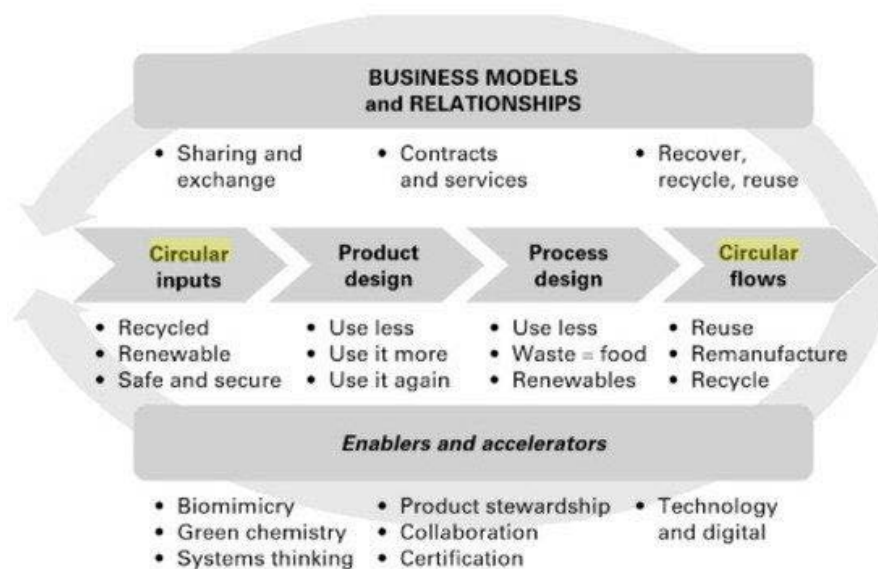 BUSINESS MODELS
and RELATIONSHIPS
• Sharing and
exchange
• Contracts
and services
• Recover,
recycle, reuse
Circular
inputs
Product
design
Process
design
Circular
flows
• Recycled
• Renewable
• Safe and secure
• Use less
• Use it more
• Use it again
• Use less
• Waste = food
• Renewables
• Reuse
• Remanufacture
• Recycle
Enablers and accelerators
• Biomimicry
• Green chemistry
• Systems thinking
• Product stewardship
• Collaboration
• Certification
• Technology
and digital